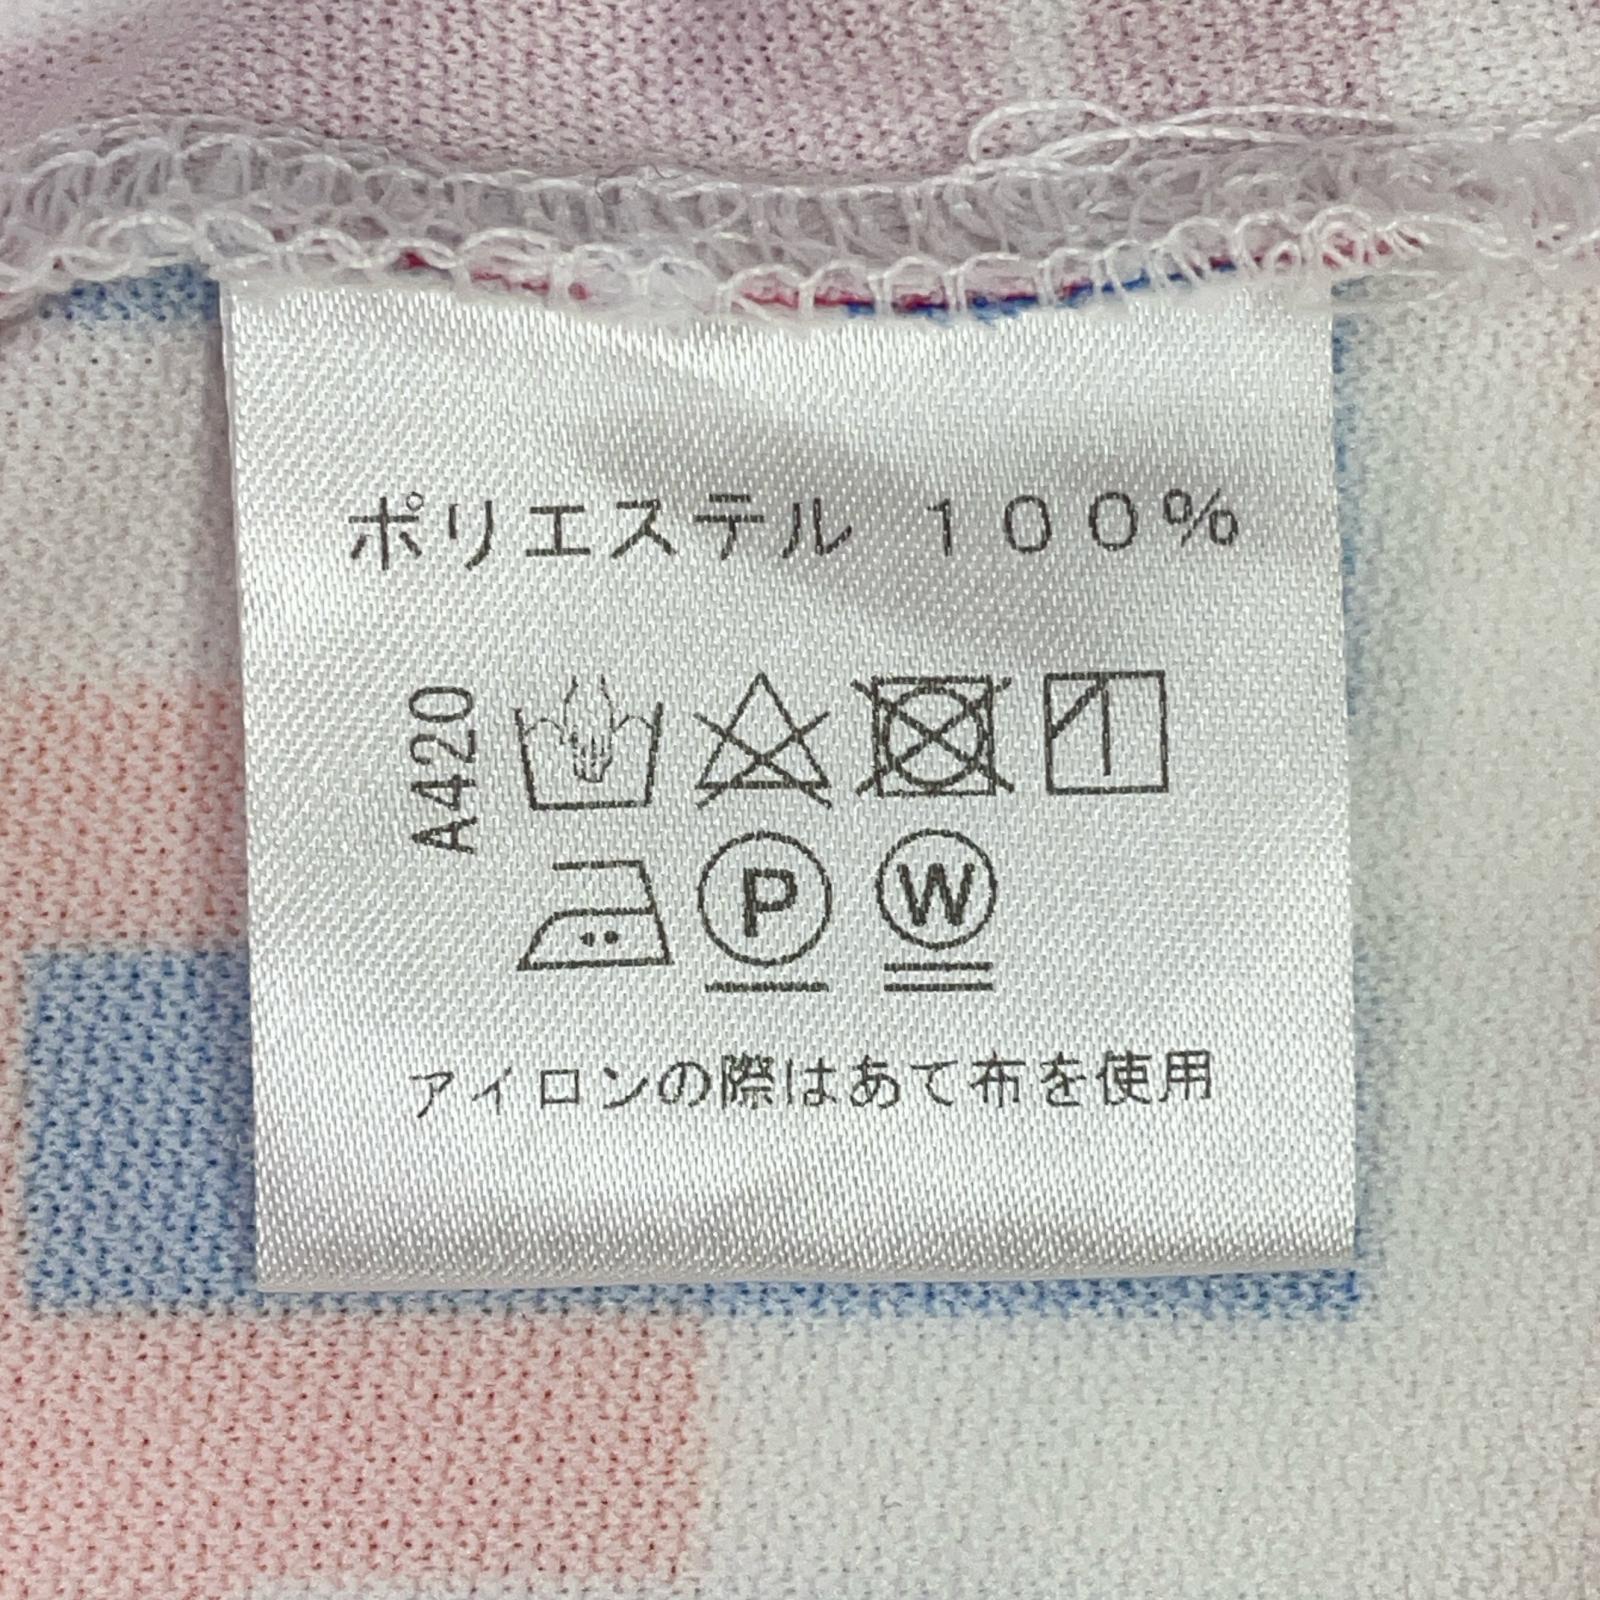 ポリエステル 100%
A420
P W
アイロンの際はあて布を使用